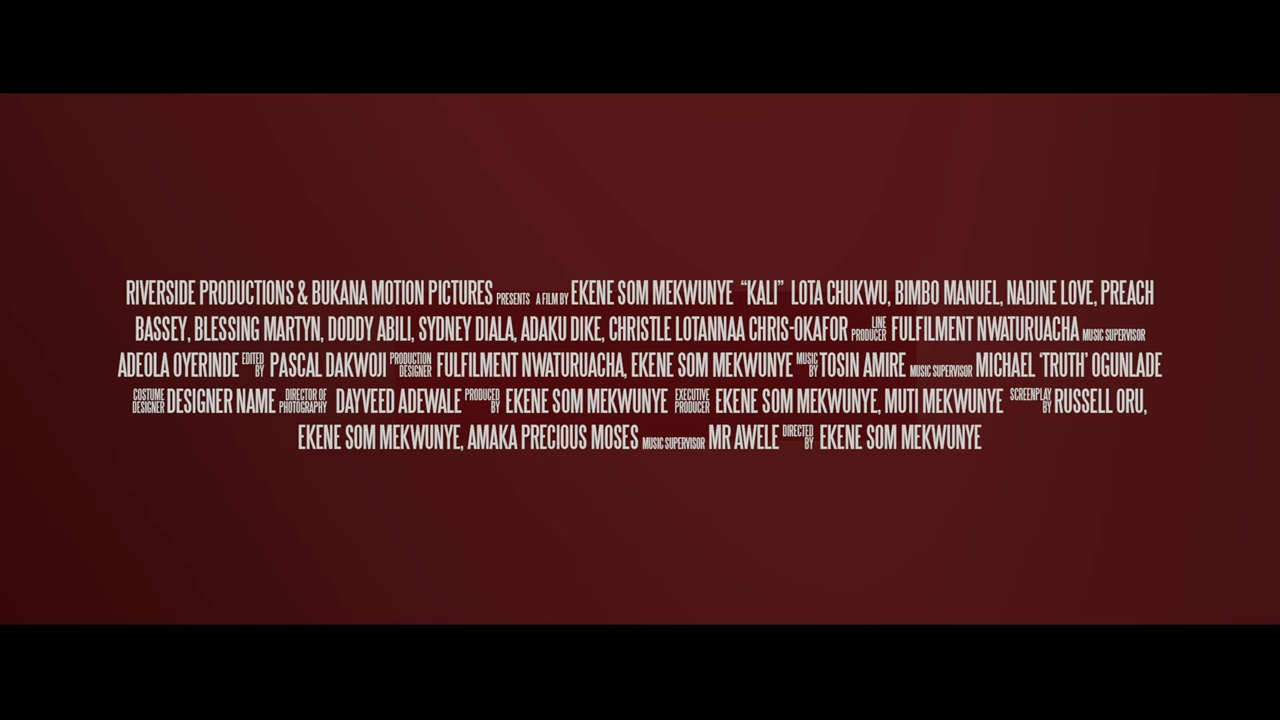 RIVERSIDE PRODUCTIONS & BUKANA MOTION PICTURES PRESENTS A FILM BY EKENE SOM MEKWUNYE “KALI” LOTA CHUKWU, BIMBO MANUEL, NADINE LOVE, PREACH
BASSEY, BLESSING MARTYN, DODDY ABILI, SYDNEY DIALA, ADAKU DIKE, CHRISTLE LOTANNAA CHRIS-OKAFOR LINE PRODUCER FULFILMENT NWATURUACHA MUSIC SUPERVISOR
ADEOLA OYERINDE EDITED BY PASCAL DAKWOJI PRODUCTION DESIGNER FULFILMENT NWATURUACHA, EKENE SOM MEKWUNYE MUSIC BY TOSIN AMIRE MUSIC SUPERVISOR MICHAEL ‘TRUTH’ OGUNLADE
COSTUME DESIGNER DESIGNER NAME DIRECTOR OF PHOTOGRAPHY DAYVEED ADEWALE PRODUCED BY EKENE SOM MEKWUNYE EXECUTIVE PRODUCER EKENE SOM MEKWUNYE, MUTI MEKWUNYE SCREENPLAY BY RUSSELL ORU,
EKENE SOM MEKWUNYE, AMAKA PRECIOUS MOSES MUSIC SUPERVISOR MR AWELE DIRECTED BY EKENE SOM MEKWUNYE